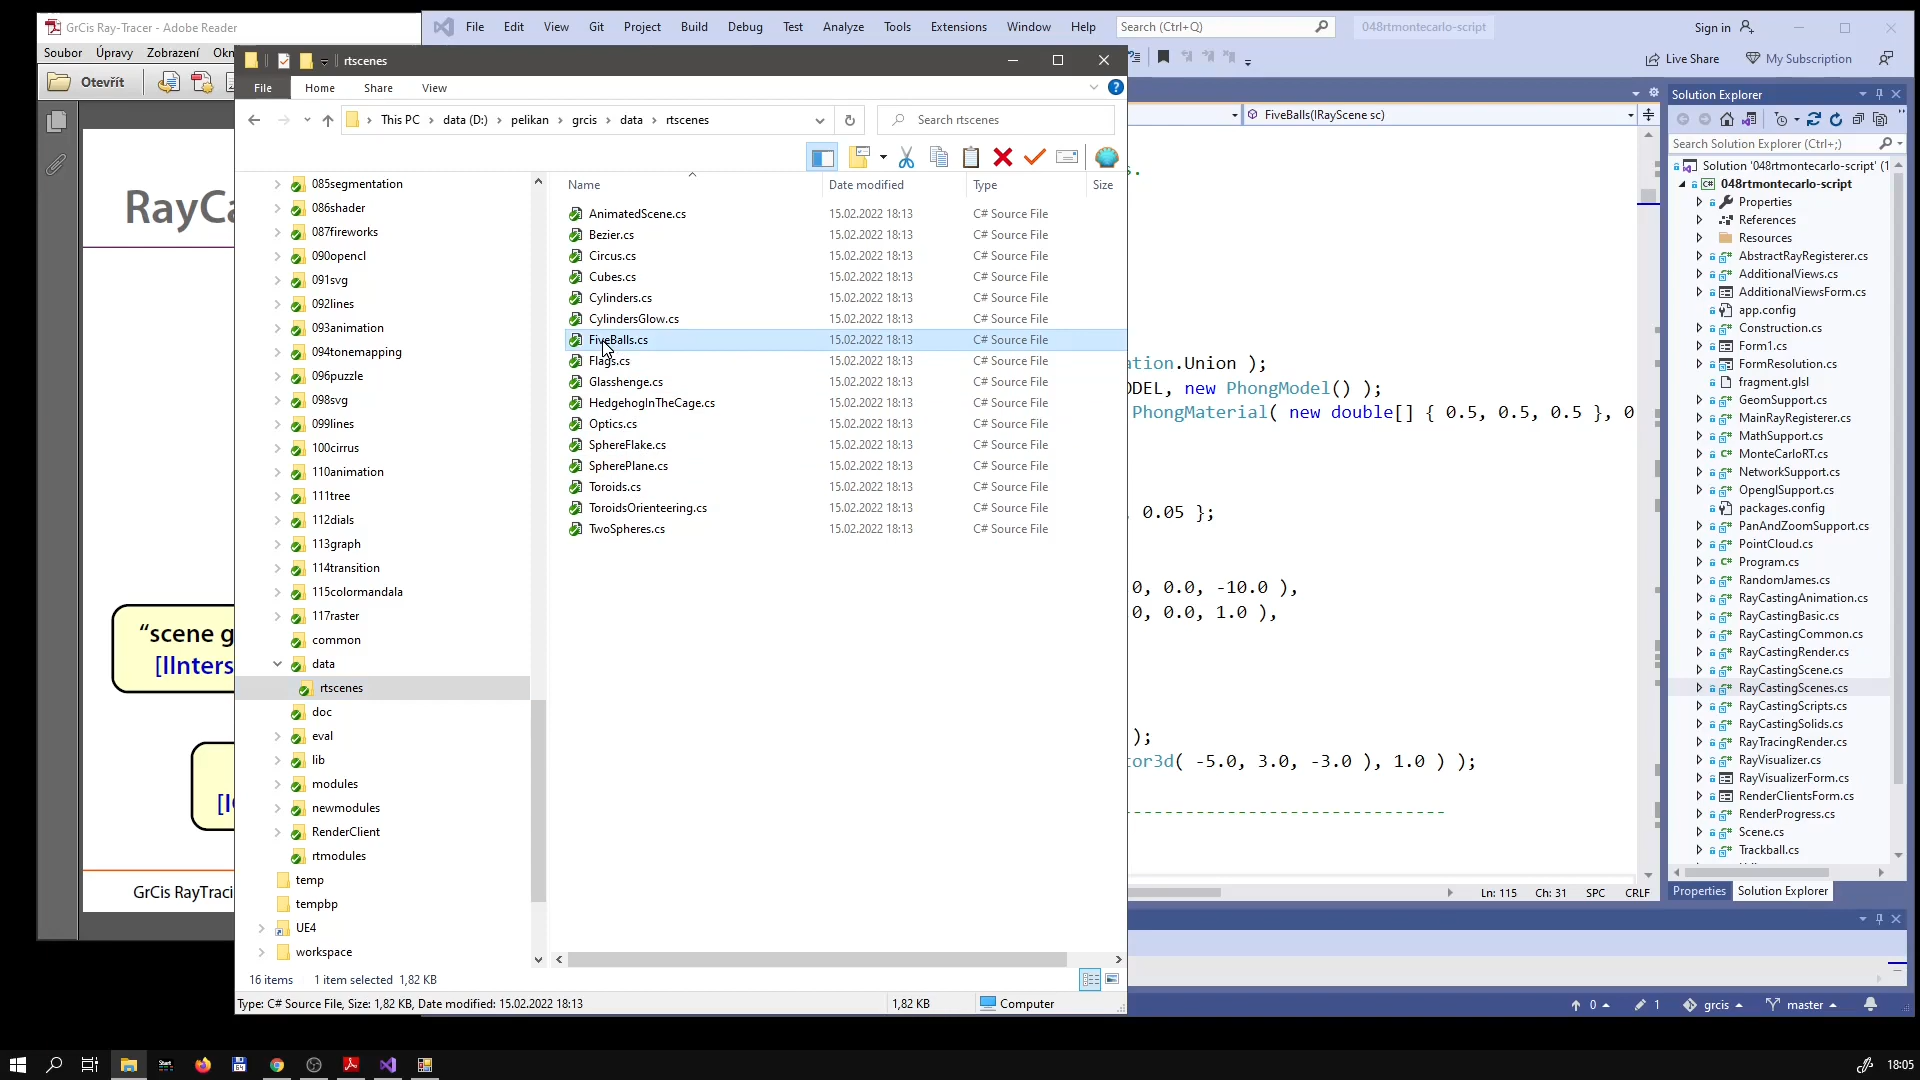 GrCis Ray-Tracer - Adobe Reader
Soubor Úpravy Zobrazení
Otevřít
RayCa
“scene g
[IInters
GrCis RayTraci
File Edit View Git Project Build Debug Test Analyze Tools Extensions Window Help Search (Ctrl+Q) 048rtmontecarlo-script Sign in
Live Share My Subscription
rtscenes
File Home Share View
This PC data (D:) pelikan grcis data rtscenes Search rtscenes
085segmentation
086shader
087fireworks
090opencl
091svg
092lines
093animation
094tonemapping
096puzzle
098svg
099lines
100cirrus
110animation
111tree
112dials
113graph
114transition
115colormandala
117raster
common
data
rtscenes
doc
eval
lib
modules
newmodules
RenderClient
rtmodules
temp
tempbp
UE4
workspace
Name Date modified Type Size
AnimatedScene.cs 15.02.2022 18:13 C# Source File
Bezier.cs 15.02.2022 18:13 C# Source File
Circus.cs 15.02.2022 18:13 C# Source File
Cubes.cs 15.02.2022 18:13 C# Source File
Cylinders.cs 15.02.2022 18:13 C# Source File
CylindersGlow.cs 15.02.2022 18:13 C# Source File
FiveBalls.cs 15.02.2022 18:13 C# Source File
Flags.cs 15.02.2022 18:13 C# Source File
Glasshenge.cs 15.02.2022 18:13 C# Source File
HedgehogInTheCage.cs 15.02.2022 18:13 C# Source File
Optics.cs 15.02.2022 18:13 C# Source File
SphereFlake.cs 15.02.2022 18:13 C# Source File
SpherePlane.cs 15.02.2022 18:13 C# Source File
Toroids.cs 15.02.2022 18:13 C# Source File
ToroidsOrienteering.cs 15.02.2022 18:13 C# Source File
TwoSpheres.cs 15.02.2022 18:13 C# Source File
16 items 1 item selected 1,82 KB
Type: C# Source File, Size: 1,82 KB, Date modified: 15.02.2022 18:13 1,82 KB Computer
FiveBalls(IRayScene sc)
ation.Union );
ODEL, new PhongModel() );
PhongMaterial( new double[] { 0.5, 0.5, 0.5 }, 0
, 0.05 };
0, 0.0, -10.0 ),
0, 0.0, 1.0 ),
);
tor3d( -5.0, 3.0, -3.0 ), 1.0 ) );
Ln: 115 Ch: 31 SPC CRLF
Solution Explorer
Search Solution Explorer (Ctrl+;)
Solution '048rtmontecarlo-script' (1
048rtmontecarlo-script
Properties
References
Resources
AbstractRayRegisterer.cs
AdditionalViews.cs
AdditionalViewsForm.cs
app.config
Construction.cs
Form1.cs
FormResolution.cs
fragment.glsl
GeomSupport.cs
MainRayRegisterer.cs
MathSupport.cs
MonteCarloRT.cs
NetworkSupport.cs
OpenglSupport.cs
packages.config
PanAndZoomSupport.cs
PointCloud.cs
Program.cs
RandomJames.cs
RayCastingAnimation.cs
RayCastingBasic.cs
RayCastingCommon.cs
RayCastingRender.cs
RayCastingScene.cs
RayCastingScenes.cs
RayCastingScripts.cs
RayCastingSolids.cs
RayTracingRender.cs
RayVisualizer.cs
RayVisualizerForm.cs
RenderClientsForm.cs
RenderProgress.cs
Scene.cs
Trackball.cs
Properties Solution Explorer
0 1 grcis master
18:05